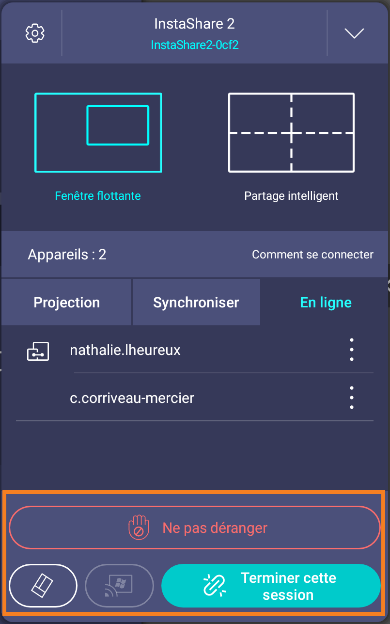 InstaShare 2
InstaShare2-0cf2
Fenêtre flottante
Partage intelligent
Appareils : 2
Comment se connecter
Projection
Synchroniser
En ligne
nathalie.lheureux
c.corriveau-mercier
Ne pas déranger
Terminer cette
session